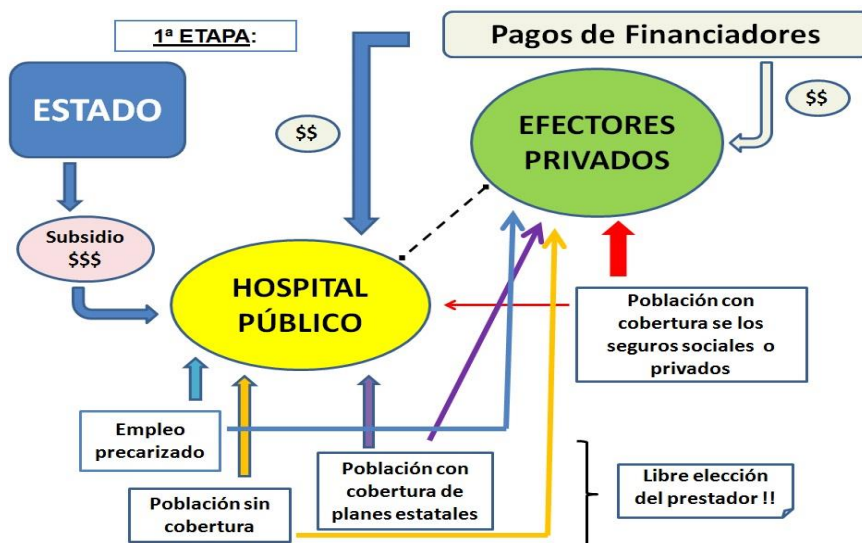 1ª ETAPA:
Pagos de Financiadores
ESTADO
$$
$$
EFECTORES
PRIVADOS
Subsidio
$$$
HOSPITAL
PÚBLICO
Población con
cobertura se los
seguros sociales o
privados
Empleo
precarizado
Población sin
cobertura
Población con
cobertura de
planes estatales
Libre elección
del prestador !!